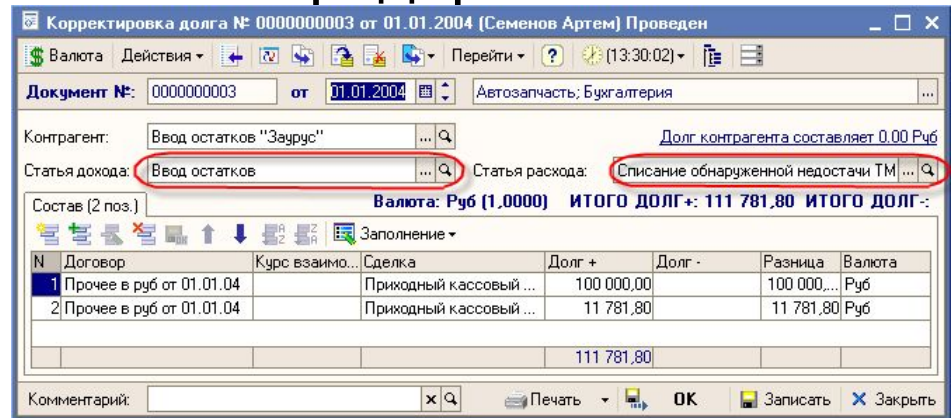 Корректировка долга № 0000000003 от 01.01.2004 (Семенов Артем) Проведен
Валюта Действия Перейти ? (13:30:02)
Документ №: 0000000003 от 01.01.2004 Автозапчасть; Бухгалтерия ...
Контрагент: Ввод остатков "Заурус" ... Долг контрагента составляет 0.00 Руб
Статья дохода: Ввод остатков ... Статья расхода: Списание обнаруженной недостачи ТМ ...
Состав (2 поз.) Валюта: Руб (1,0000) ИТОГО ДОЛГ+: 111 781,80 ИТОГО ДОЛГ-:
Заполнение
N Договор Курс взаимо... Сделка Долг + Долг - Разница Валюта
1 Прочее в руб от 01.01.04 Приходный кассовый ... 100 000,00 100 000,... Руб
2 Прочее в руб от 01.01.04 Приходный кассовый ... 11 781,80 11 781,80 Руб
111 781,80
Комментарий: x Печать OK Записать Закрыть